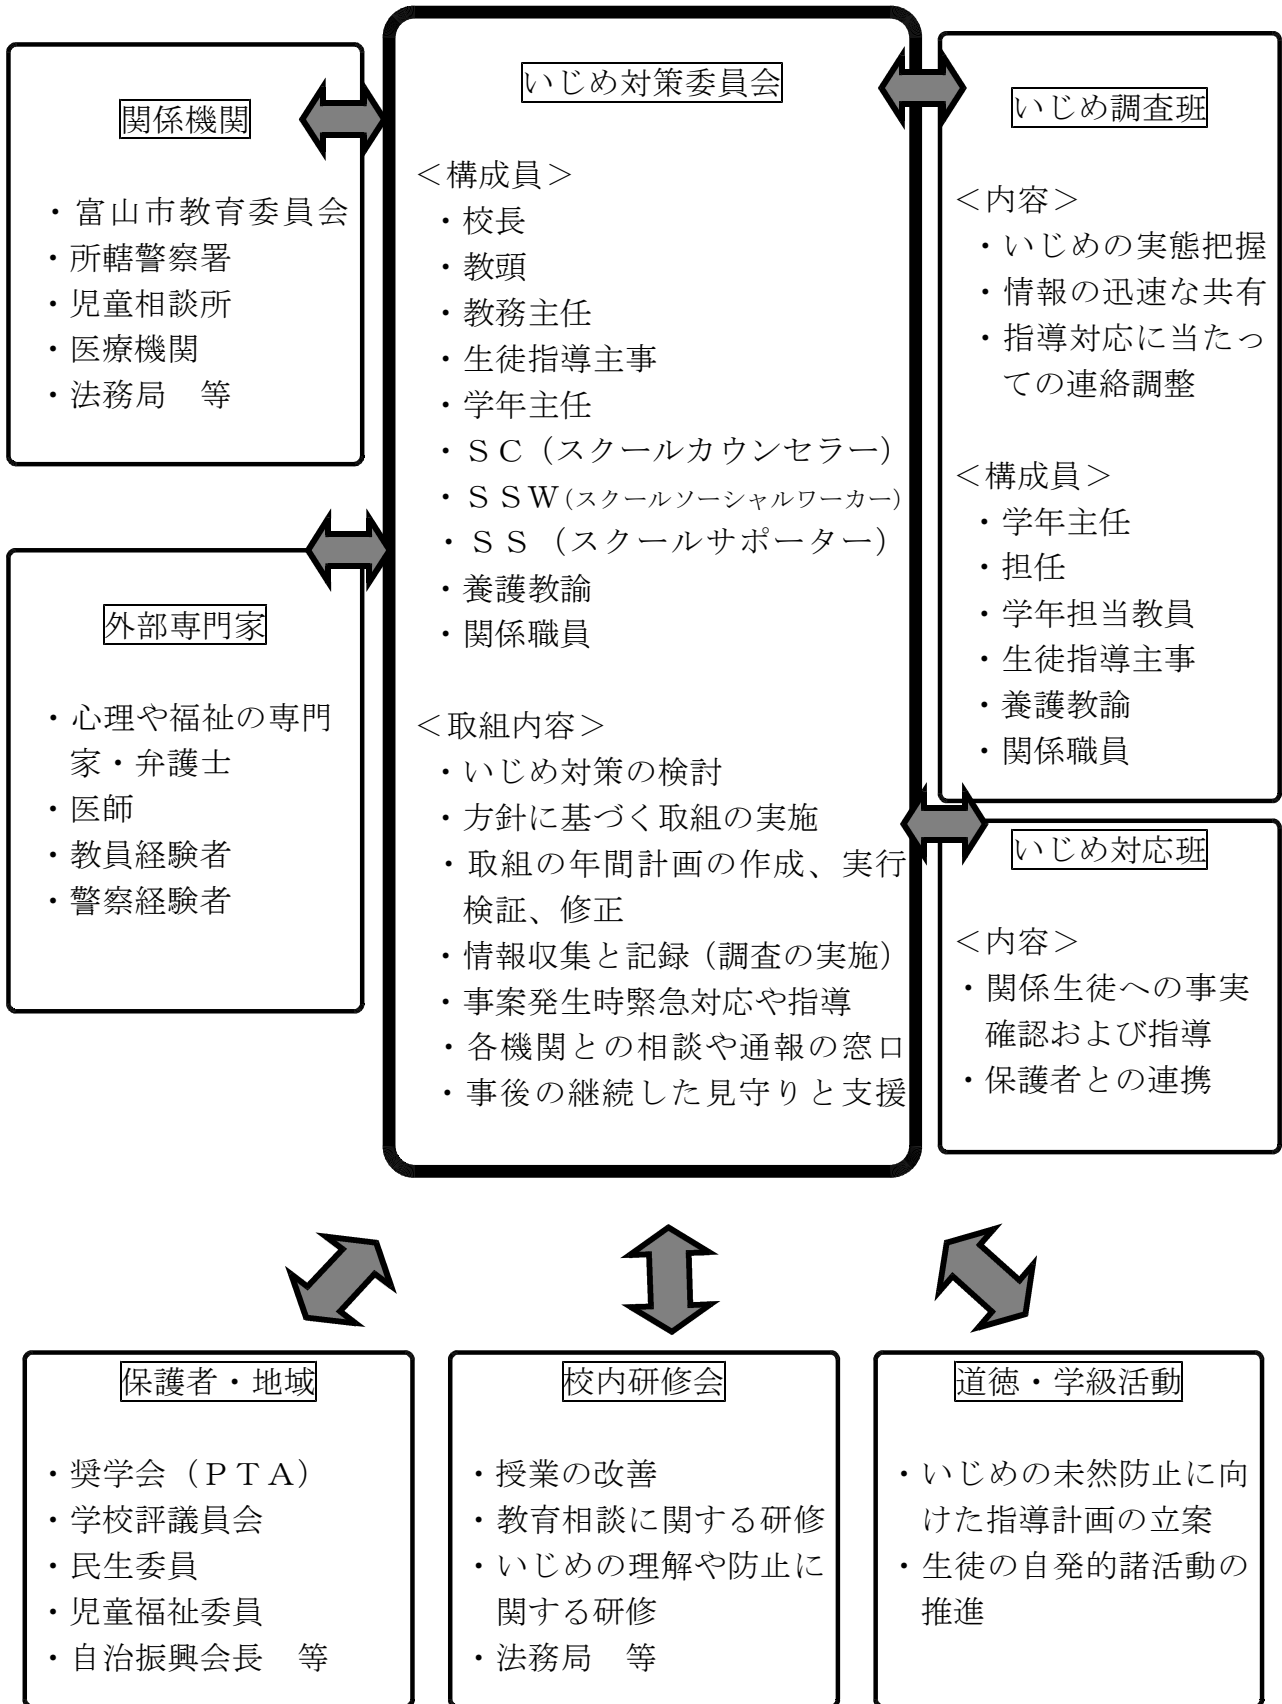 関係機関
・富山市教育委員会
・所轄警察署
・児童相談所
・医療機関
・法務局　等
外部専門家
・心理や福祉の専門
家・弁護士
・医師
・教員経験者
・警察経験者
いじめ対策委員会
＜構成員＞
・校長
・教頭
・教務主任
・生徒指導主事
・学年主任
・ＳＣ（スクールカウンセラー）
・ＳＳＷ（スクールソーシャルワーカー）
・ＳＳ（スクールサポーター）
・養護教諭
・関係職員
＜取組内容＞
・いじめ対策の検討
・方針に基づく取組の実施
・取組の年間計画の作成、実行
検証、修正
・情報収集と記録（調査の実施）
・事案発生時緊急対応や指導
・各機関との相談や通報の窓口
・事後の継続した見守りと支援
いじめ調査班
＜内容＞
・いじめの実態把握
・情報の迅速な共有
・指導対応に当たっ
ての連絡調整
＜構成員＞
・学年主任
・担任
・学年担当教員
・生徒指導主事
・養護教諭
・関係職員
いじめ対応班
＜内容＞
・関係生徒への事実
確認および指導
・保護者との連携
保護者・地域
・奨学会（ＰＴＡ）
・学校評議員会
・民生委員
・児童福祉委員
・自治振興会長　等
校内研修会
・授業の改善
・教育相談に関する研修
・いじめの理解や防止に
関する研修
・法務局　等
道徳・学級活動
・いじめの未然防止に向
けた指導計画の立案
・生徒の自発的諸活動の
推進